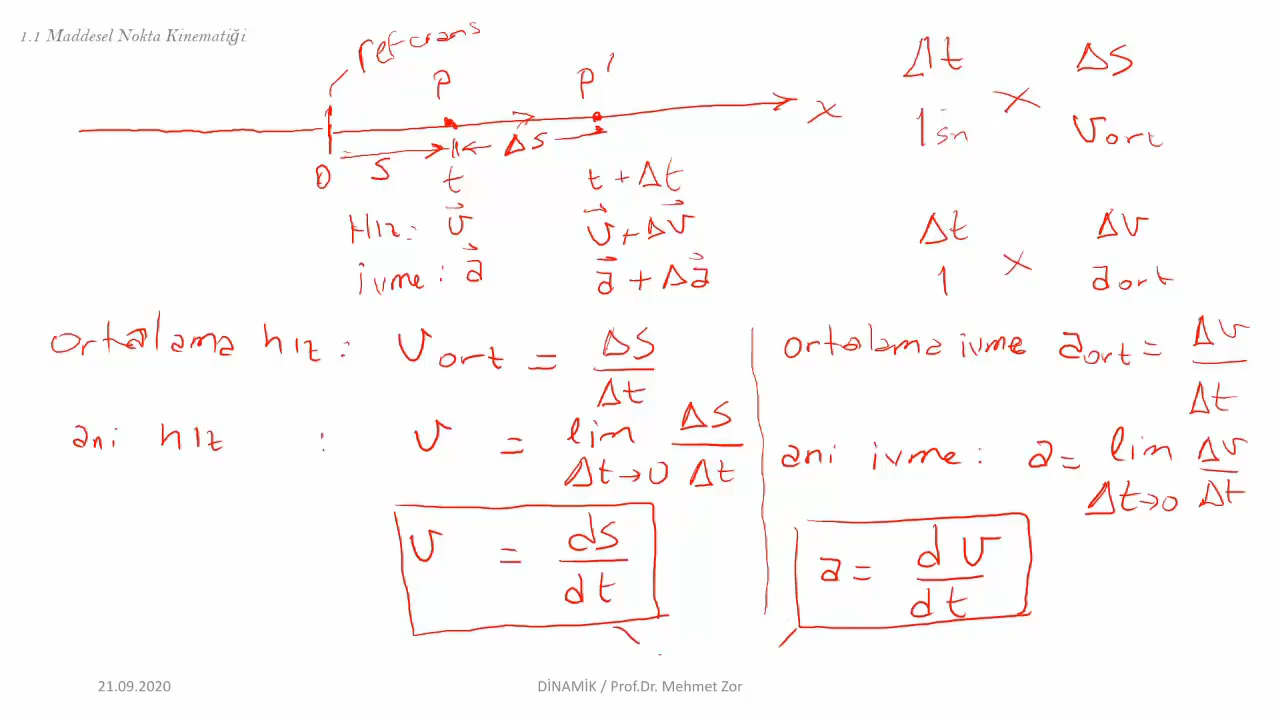 1.1 Maddesel Nokta Kinematiği
referans
P P'
x
O S t Δs
t + Δt
Hız: v⃗ v⃗ + Δv⃗
ivme: a⃗ a⃗ + Δa⃗
Δt × Δs
1sn vort
Δt × Δv
1 aort
ortalama hız: vort = Δs/Δt
ani hız : v = lim Δt→0 Δs/Δt
v = ds/dt
ortalama ivme aort = Δv/Δt
ani ivme: a = lim Δt→0 Δv/Δt
a = dv/dt
21.09.2020 DİNAMİK / Prof.Dr. Mehmet Zor